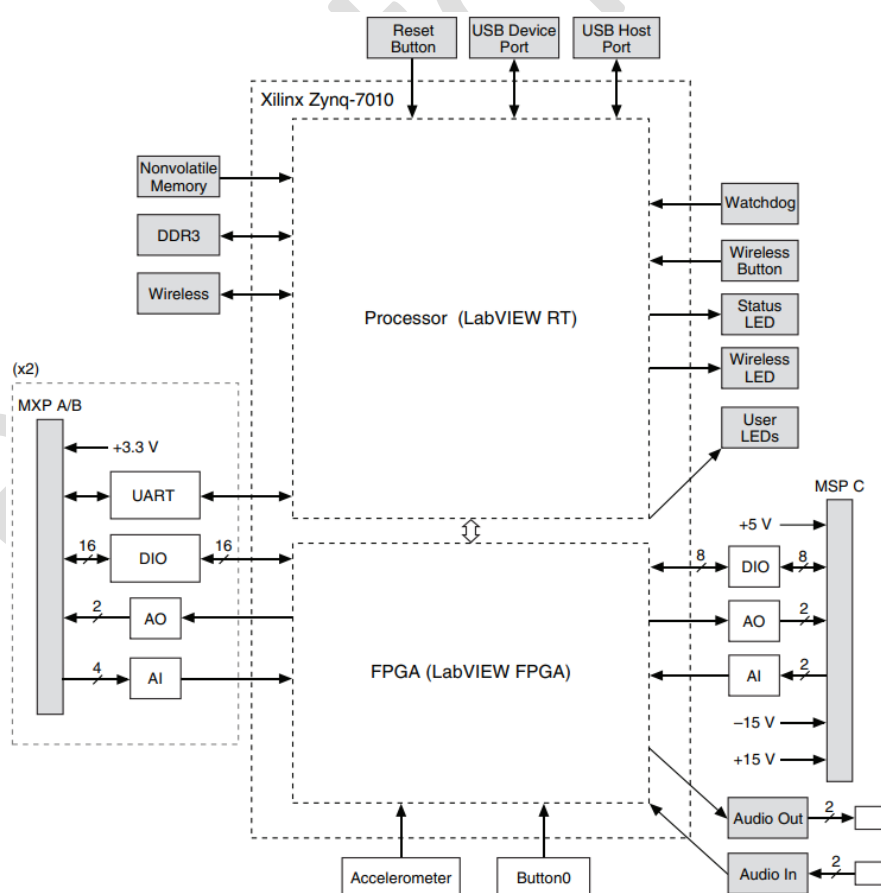 Reset
Button
USB Device
Port
USB Host
Port
Xilinx Zynq-7010
Nonvolatile
Memory
DDR3
Wireless
Processor (LabVIEW RT)
Watchdog
Wireless
Button
Status
LED
Wireless
LED
User
LEDs
(x2)
MXP A/B
+3.3 V
UART
16
DIO
16
2
AO
4
AI
FPGA (LabVIEW FPGA)
MSP C
+5 V
8
DIO
8
AO
2
AI
2
–15 V
+15 V
Audio Out
2
Audio In
2
Accelerometer
Button0